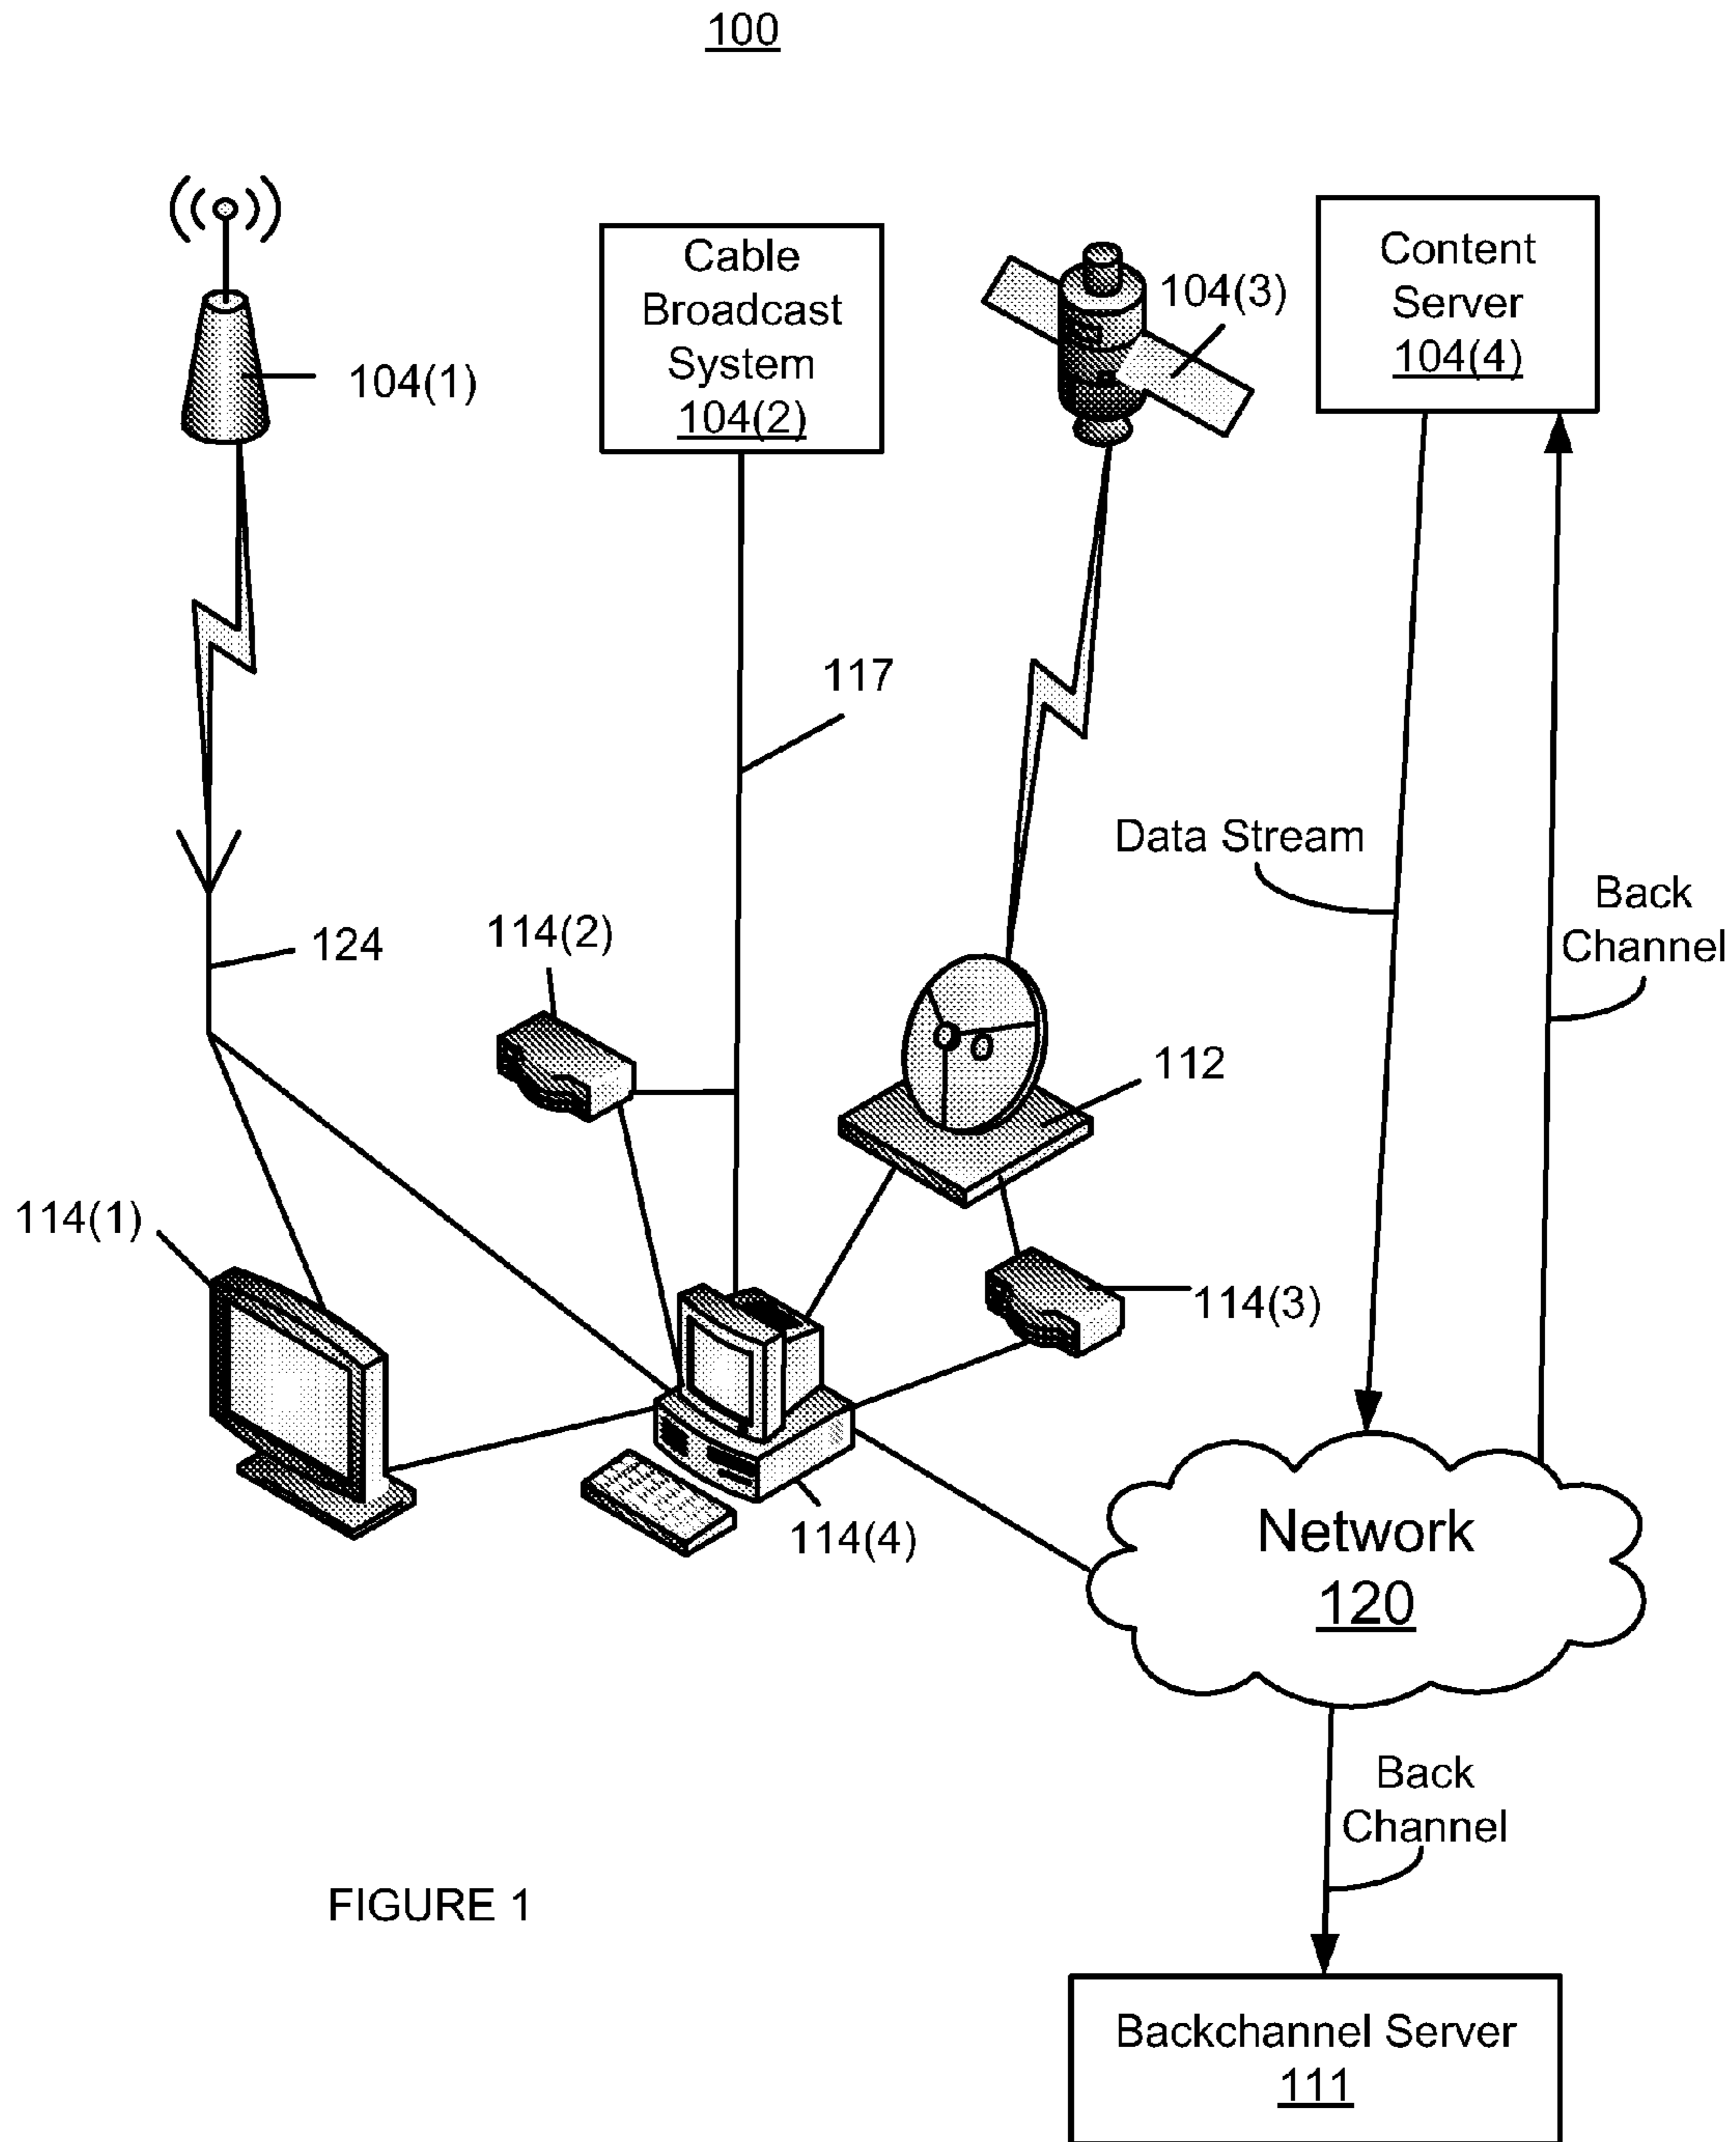 100
Cable
Broadcast
System
104(2)
Content
Server
104(4)
104(3)
104(1)
117
Data Stream
Back
Channel
124
114(2)
112
114(1)
114(3)
114(4)
Network
120
Back
Channel
FIGURE 1
Backchannel Server
111